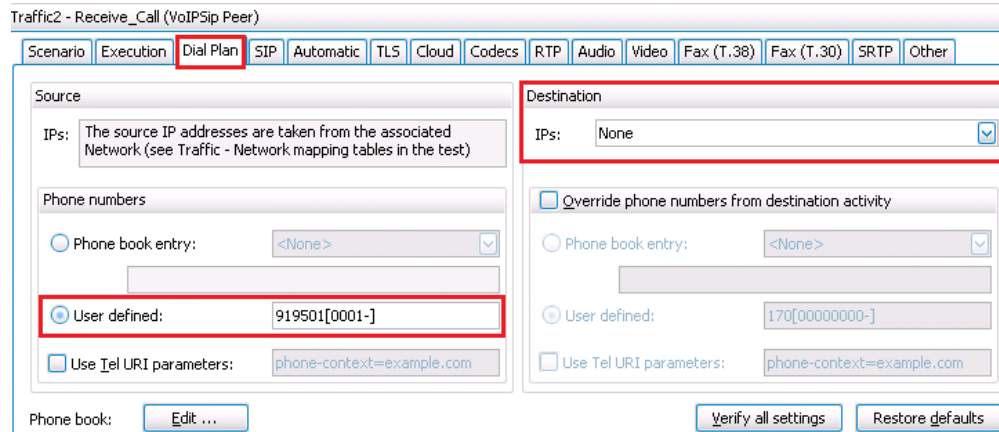 Traffic2 - Receive_Call (VoIPSip Peer)
Scenario Execution Dial Plan SIP Automatic TLS Cloud Codecs RTP Audio Video Fax (T.38) Fax (T.30) SRTP Other
Source
IPs: The source IP addresses are taken from the associated
Network (see Traffic - Network mapping tables in the test)
Phone numbers
Phone book entry: <None>
User defined: 919501[0001-]
Use Tel URI parameters: phone-context=example.com
Destination
IPs: None
Override phone numbers from destination activity
Phone book entry: <None>
User defined: 170[00000000-]
Use Tel URI parameters: phone-context=example.com
Phone book: Edit ... Verify all settings Restore defaults